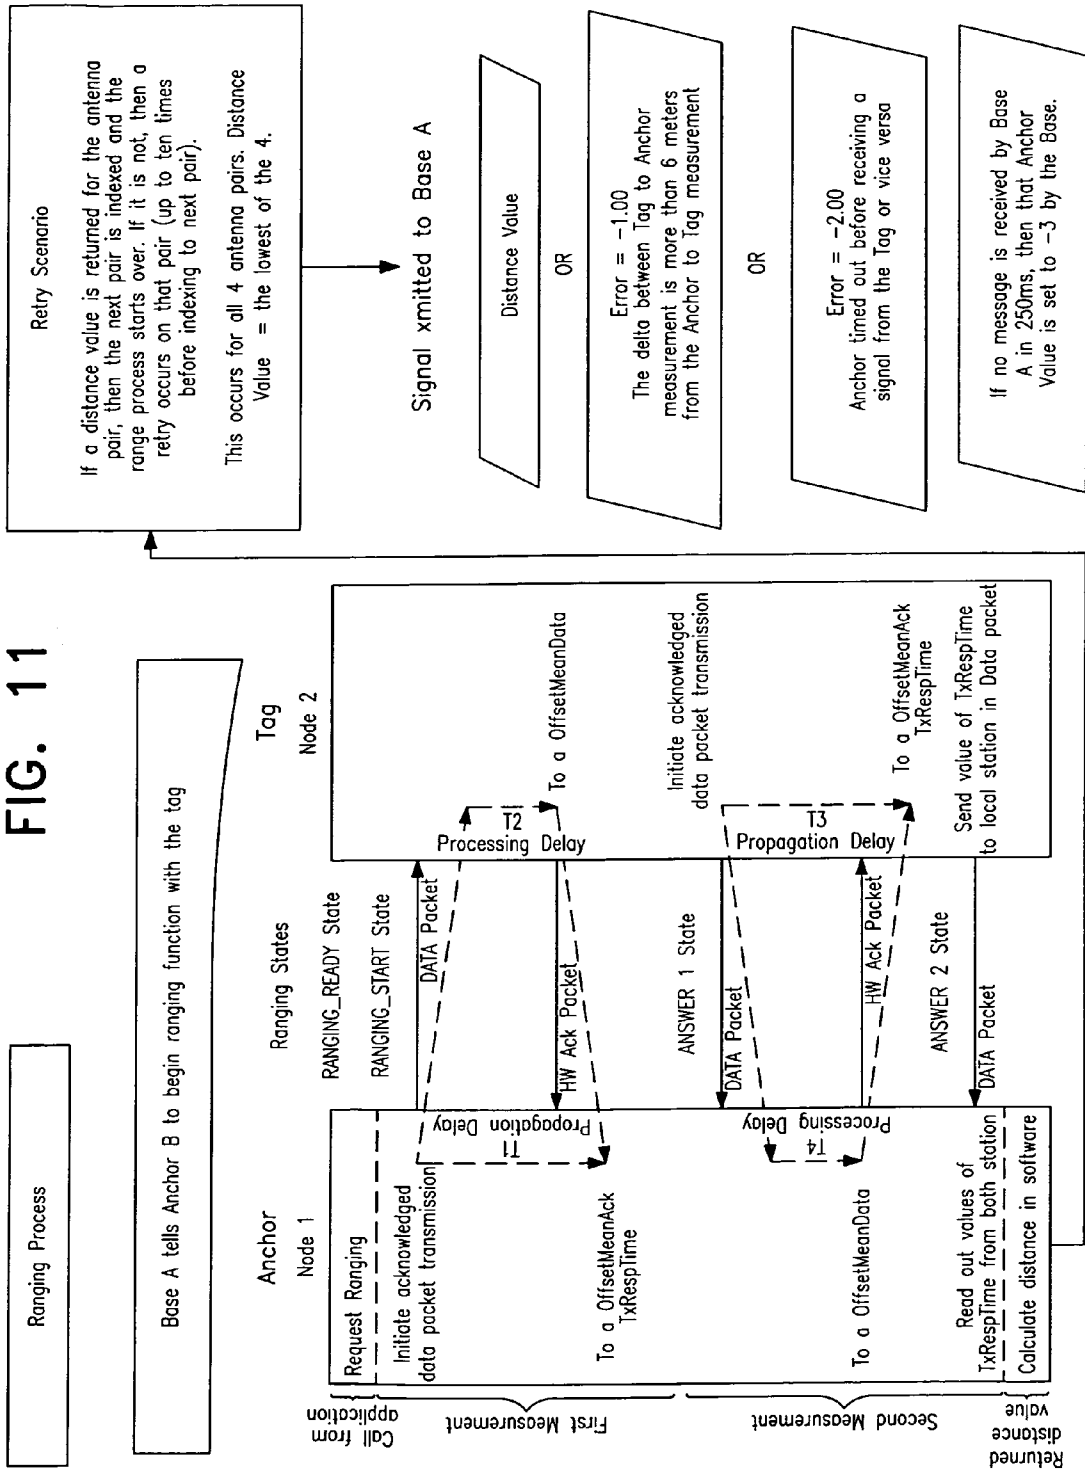 FIG. 11
Ranging Process
Base A tells Anchor B to begin ranging function with the tag
Anchor
Node 1
Ranging States
Tag
Node 2
Call from
application
First Measurement
Second Measurement
Returned
distance
value
Request Ranging
Initiate acknowledged
data packet transmission
To a OffsetMeanAck
TxRespTime
To a OffsetMeanData
Read out values of
TxRespTime from both station
Calculate distance in software
T1
Propagation Delay
T4
Processing Delay
RANGING_READY State
RANGING_START State
DATA Packet
HW Ack Packet
ANSWER 1 State
DATA Packet
HW Ack Packet
ANSWER 2 State
DATA Packet
T2
Processing Delay
To a OffsetMeanData
Initiate acknowledged
data packet transmission
T3
Propagation Delay
To a OffsetMeanAck
TxRespTime
Send value of TxRespTime
to local station in Data packet
Retry Scenario
If a distance value is returned for the antenna
pair, then the next pair is indexed and the
range process starts over. If it is not, then a
retry occurs on that pair (up to ten times
before indexing to next pair).
This occurs for all 4 antenna pairs. Distance
Value = the lowest of the 4.
Signal xmitted to Base A
Distance Value
OR
Error = -1.00
The delta between Tag to Anchor
measurement is more than 6 meters
from the Anchor to Tag measurement
OR
Error = -2.00
Anchor timed out before receiving a
signal from the Tag or vice versa
If no message is received by Base
A in 250ms, then that Anchor
Value is set to -3 by the Base.